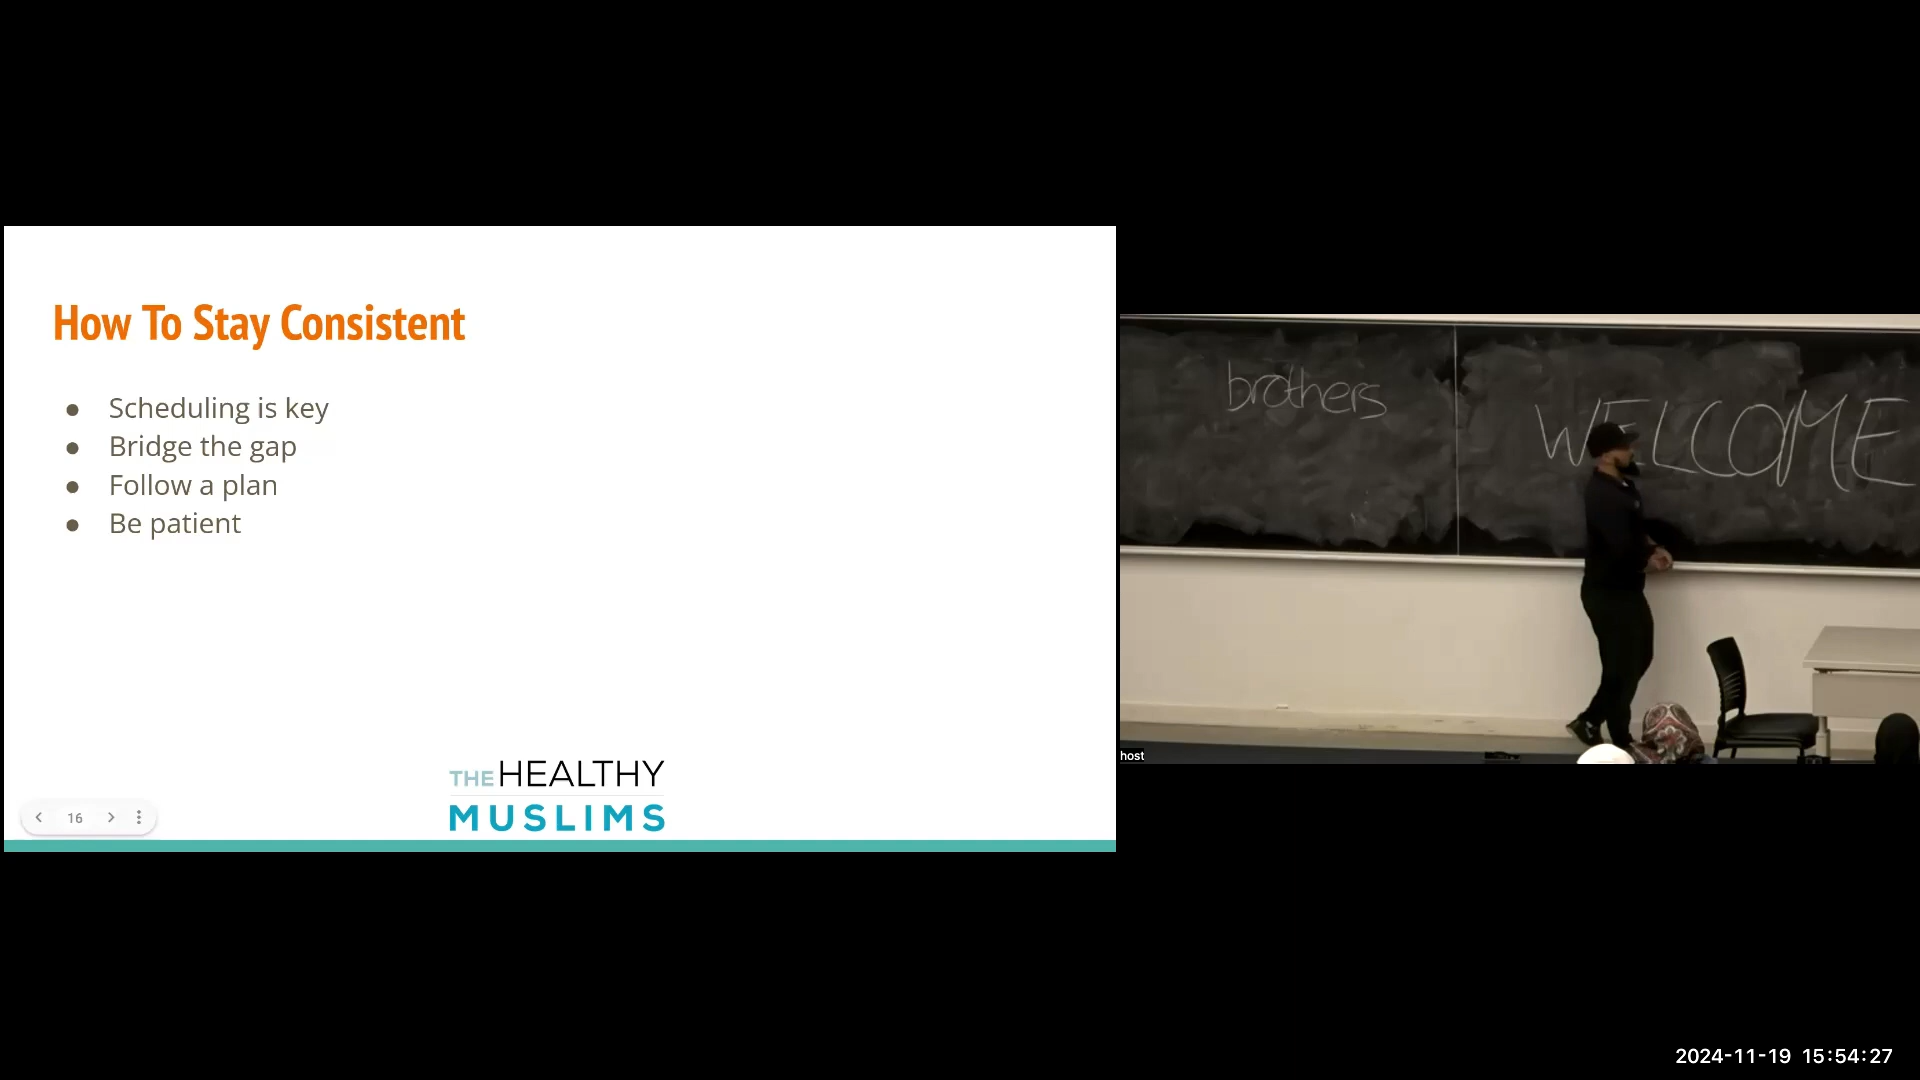 How To Stay Consistent
● Scheduling is key
● Bridge the gap
● Follow a plan
● Be patient
THE HEALTHY
MUSLIMS
16
brothers
WELCOME
host
2024-11-19 15:54:27